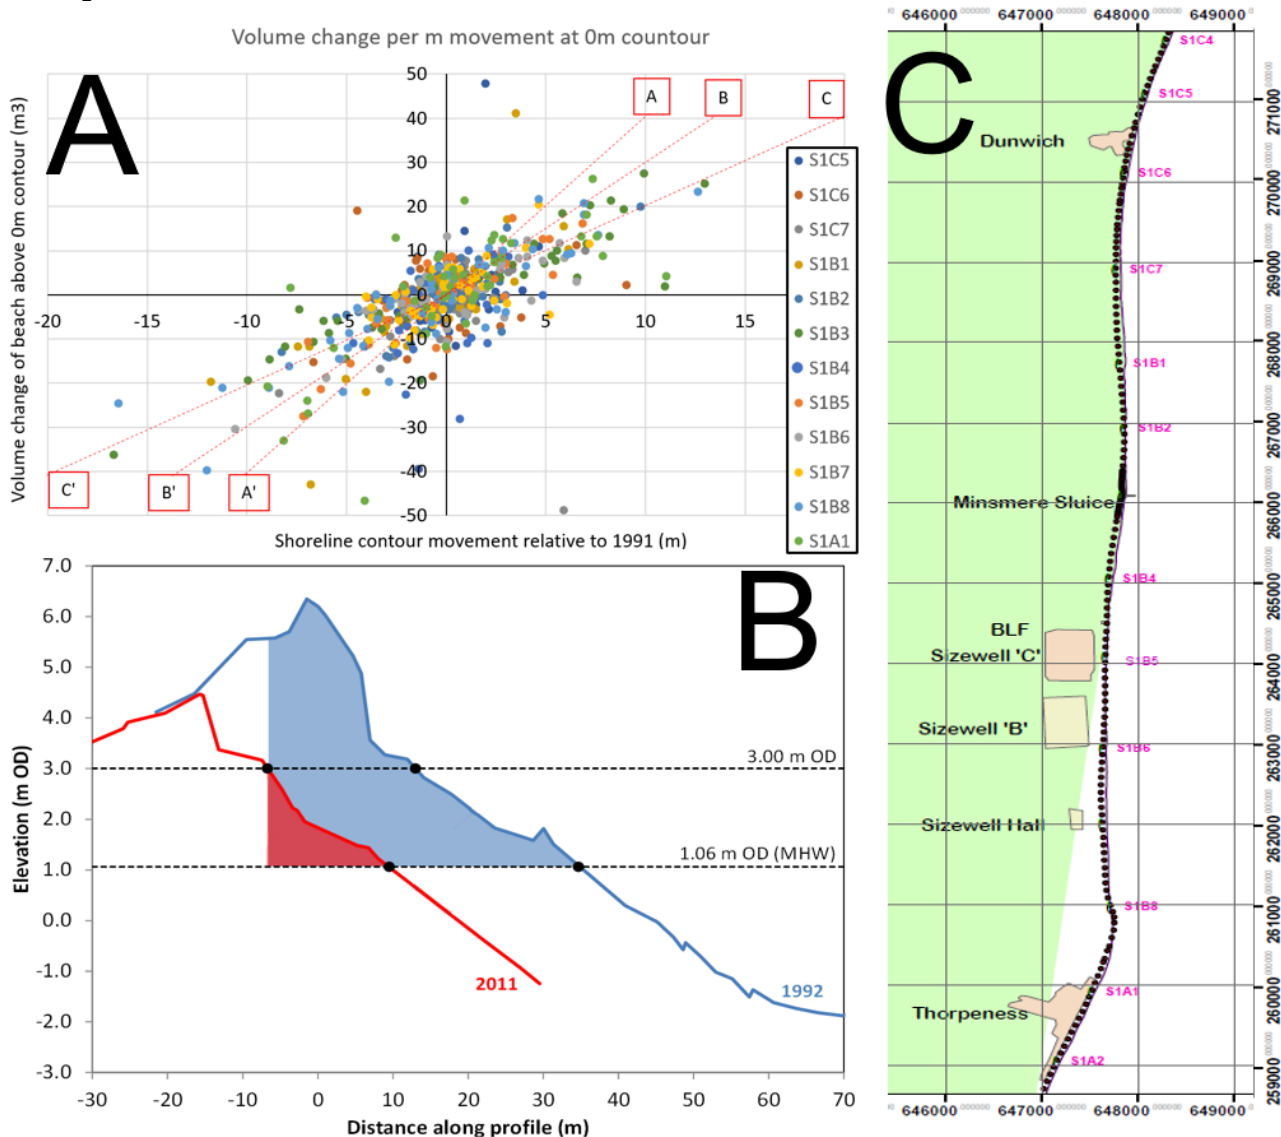 A
Volume change per m movement at 0m countour
Volume change of beach above 0m contour (m3)
50
40
30
20
10
0
-10
-20
-30
-40
-50
-20
-15
-10
-5
0
5
10
15
A
B
C
C'
B'
A'
S1C5
S1C6
S1C7
S1B1
S1B2
S1B3
S1B4
S1B5
S1B6
S1B7
S1B8
S1A1
Shoreline contour movement relative to 1991 (m)
B
7.0
6.0
5.0
4.0
3.0
2.0
1.0
0.0
-1.0
-2.0
-3.0
Elevation (m OD)
3.00 m OD
1.06 m OD (MHW)
2011
1992
-30
-20
-10
0
10
20
30
40
50
60
70
Distance along profile (m)
C
646000
647000
648000
649000
S1C4
S1C5
Dunwich
S1C6
S1C7
S1B1
S1B2
Minsmere Sluice
S1B4
BLF
Sizewell 'C'
S1B5
Sizewell 'B'
S1B6
Sizewell Hall
S1B8
S1A1
Thorpeness
S1A2
271000
270000
269000
268000
267000
266000
265000
264000
263000
262000
261000
260000
259000
646000
647000
648000
649000